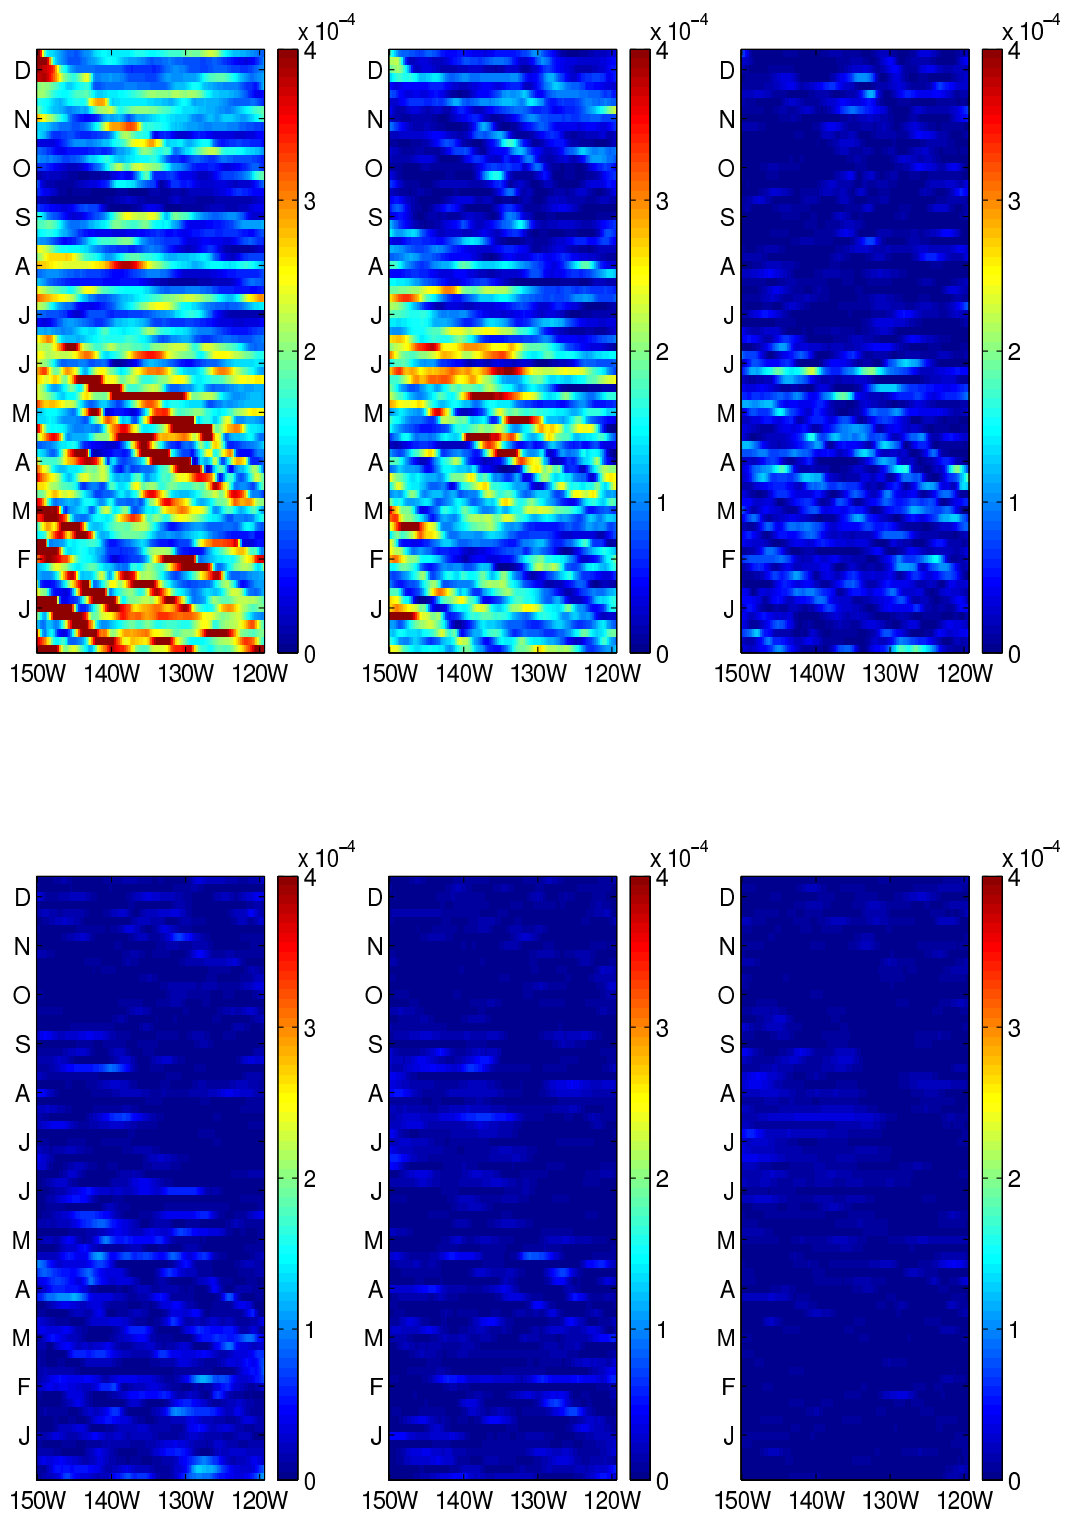 x 10⁻⁴ x 10⁻⁴ x 10⁻⁴
4 4 4
D D D
N N N
3 3 3
O O O
S S S
A A A
J J J
2 2 2
J J J
M M M
A A A
1 1 1
M M M
F F F
J J J
0 0 0
150W 140W 130W 120W 150W 140W 130W 120W 150W 140W 130W 120W
x 10⁻⁴ x 10⁻⁴ x 10⁻⁴
4 4 4
D D D
N N N
O O O
3 3 3
S S S
A A A
J J J
2 2 2
J J J
M M M
A A A
1 1 1
M M M
F F F
J J J
0 0 0
150W 140W 130W 120W 150W 140W 130W 120W 150W 140W 130W 120W